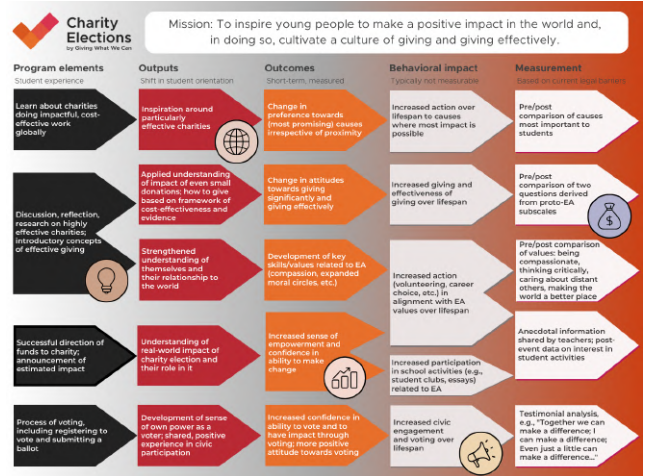 Charity
Elections
by Giving What We Can
Mission: To inspire young people to make a positive impact in the world and,
in doing so, cultivate a culture of giving and giving effectively.
Program elements
Student experience
Outputs
Shift in student orientation
Outcomes
Short-term, measured
Behavioral impact
Typically not measurable
Measurement
Based on current legal barriers
Learn about charities
doing impactful, cost-
effective work
globally
Inspiration around
particularly
effective charities
Change in
preference towards
(most promising) causes
irrespective of proximity
Increased action over
lifespan to causes
where most impact is
possible
Pre/post
comparison of causes
most important to
students
Discussion, reflection,
research on highly
effective charities;
introductory concepts
of effective giving
Applied understanding
of impact of even small
donations; how to give
based on framework of
cost-effectiveness and
evidence
Change in attitudes
towards giving
significantly and
giving effectively
Increased giving and
effectiveness of
giving over lifespan
Pre/post
comparison of two
questions derived
from proto-EA
subscales
$
Strengthened
understanding of
themselves and
their relationship to
the world
Development of key
skills/values related to EA
(compassion, expanded
moral circles, etc.)
Increased action
(volunteering, career
choice, etc.) in
alignment with EA
values over lifespan
Pre/post comparison
of values: being
compassionate,
thinking critically,
caring about distant
others, making the
world a better place
Successful direction of
funds to charity;
announcement of
estimated impact
Understanding of
real-world impact of
charity election and
their role in it
Increased sense of
empowerment and
confidence in
ability to make
change
Increased participation
in school activities (e.g.,
student clubs, essays)
related to EA
Anecdotal information
shared by teachers; post-
event data on interest in
student activities
Process of voting,
including registering to
vote and submitting a
ballot
Development of sense
of own power as a
voter; shared, positive
experience in civic
participation
Increased confidence in
ability to vote and to
have impact through
voting; more positive
attitude towards voting
Increased civic
engagement
and voting over
lifespan
Testimonial analysis,
e.g., "Together we can
make a difference; I
can make a difference;
Even just a little can
make a difference..."